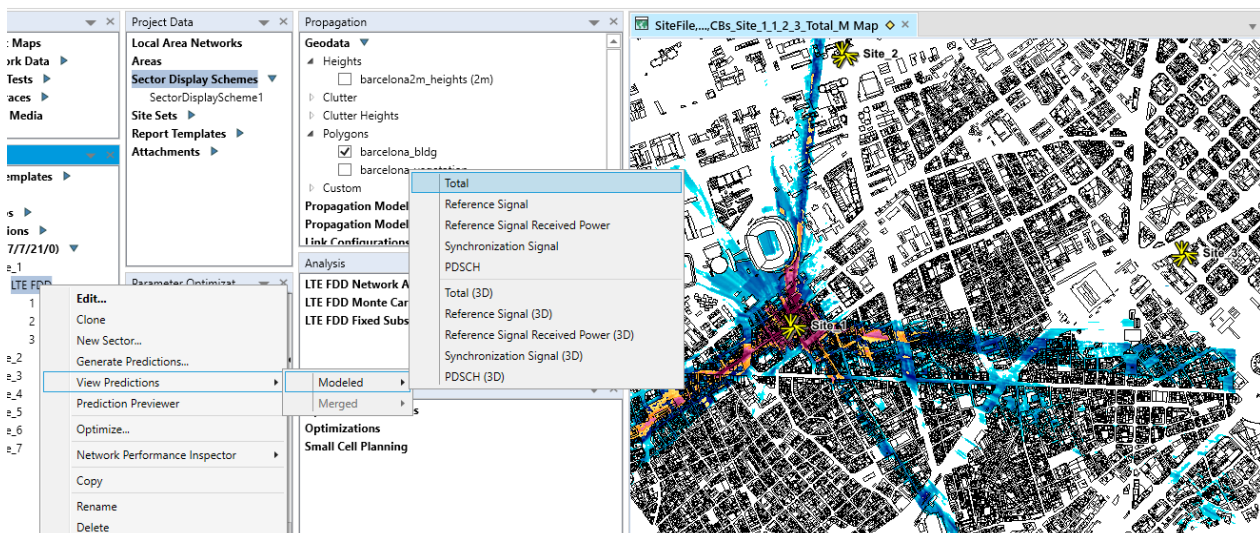 Project Data
Propagation
SiteFile,...,CBs_Site_1_1_2_3_Total_M Map
Maps
Data
Tests
Media
Local Area Networks
Areas
Sector Display Schemes
SectorDisplayScheme1
Site Sets
Report Templates
Attachments
Geodata
Heights
barcelona2m_heights (2m)
Clutter
Clutter Heights
Polygons
barcelona_bldg
barcelona
Custom
Propagation Model
Propagation Model
Link Configurations
Total
Reference Signal
Reference Signal Received Power
Synchronization Signal
PDSCH
Total (3D)
Reference Signal (3D)
Reference Signal Received Power (3D)
Synchronization Signal (3D)
PDSCH (3D)
7/7/21/0)
_1
LTE FDD
1
2
3
e_2
e_3
e_4
e_5
e_6
e_7
Parameter Optimizat
Analysis
LTE FDD Network A
LTE FDD Monte Car
LTE FDD Fixed Subs
Edit...
Clone
New Sector...
Generate Predictions...
View Predictions
Prediction Previewer
Optimize...
Network Performance Inspector
Copy
Rename
Delete
Modeled
Merged
Optimizations
Small Cell Planning
Site_2
Site_3
Site_1